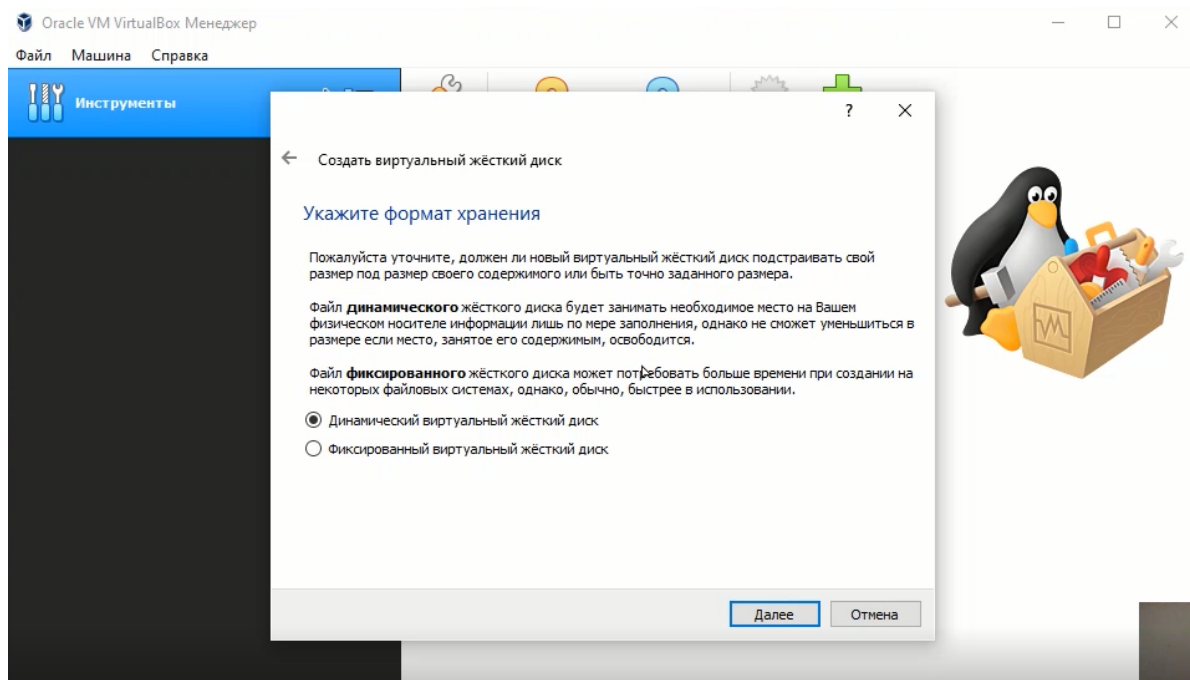 Oracle VM VirtualBox Менеджер
Файл Машина Справка
Инструменты
?
Создать виртуальный жёсткий диск
Укажите формат хранения
Пожалуйста уточните, должен ли новый виртуальный жёсткий диск подстраивать свой
размер под размер своего содержимого или быть точно заданного размера.
Файл динамического жёсткого диска будет занимать необходимое место на Вашем
физическом носителе информации лишь по мере заполнения, однако не сможет уменьшиться в
размере если место, занятое его содержимым, освободится.
Файл фиксированного жёсткого диска может потребовать больше времени при создании на
некоторых файловых системах, однако, обычно, быстрее в использовании.
Динамический виртуальный жёсткий диск
Фиксированный виртуальный жёсткий диск
Далее Отмена